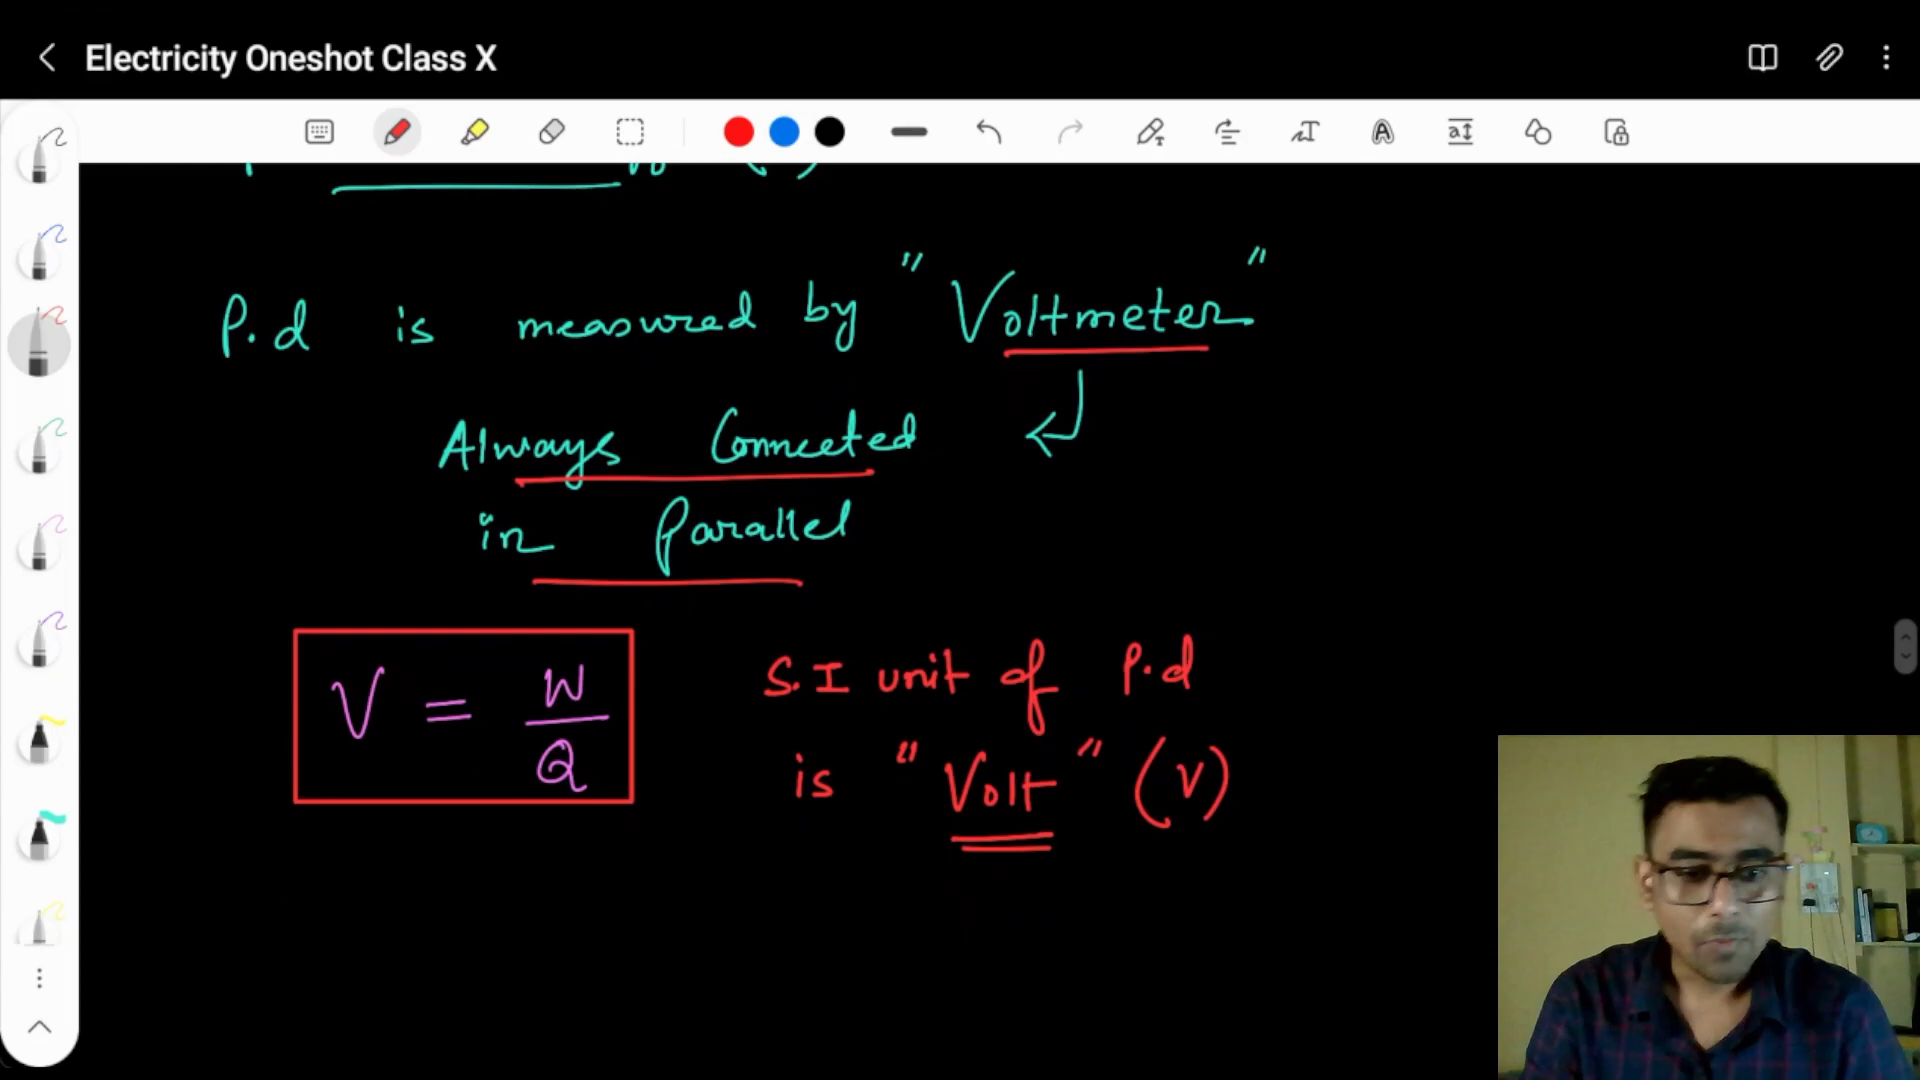 Electricity Oneshot Class X
P.d is measured by "Voltmeter"
Always Connected
in Parallel
V = W/Q
S.I unit of P.d
is "Volt" (V)